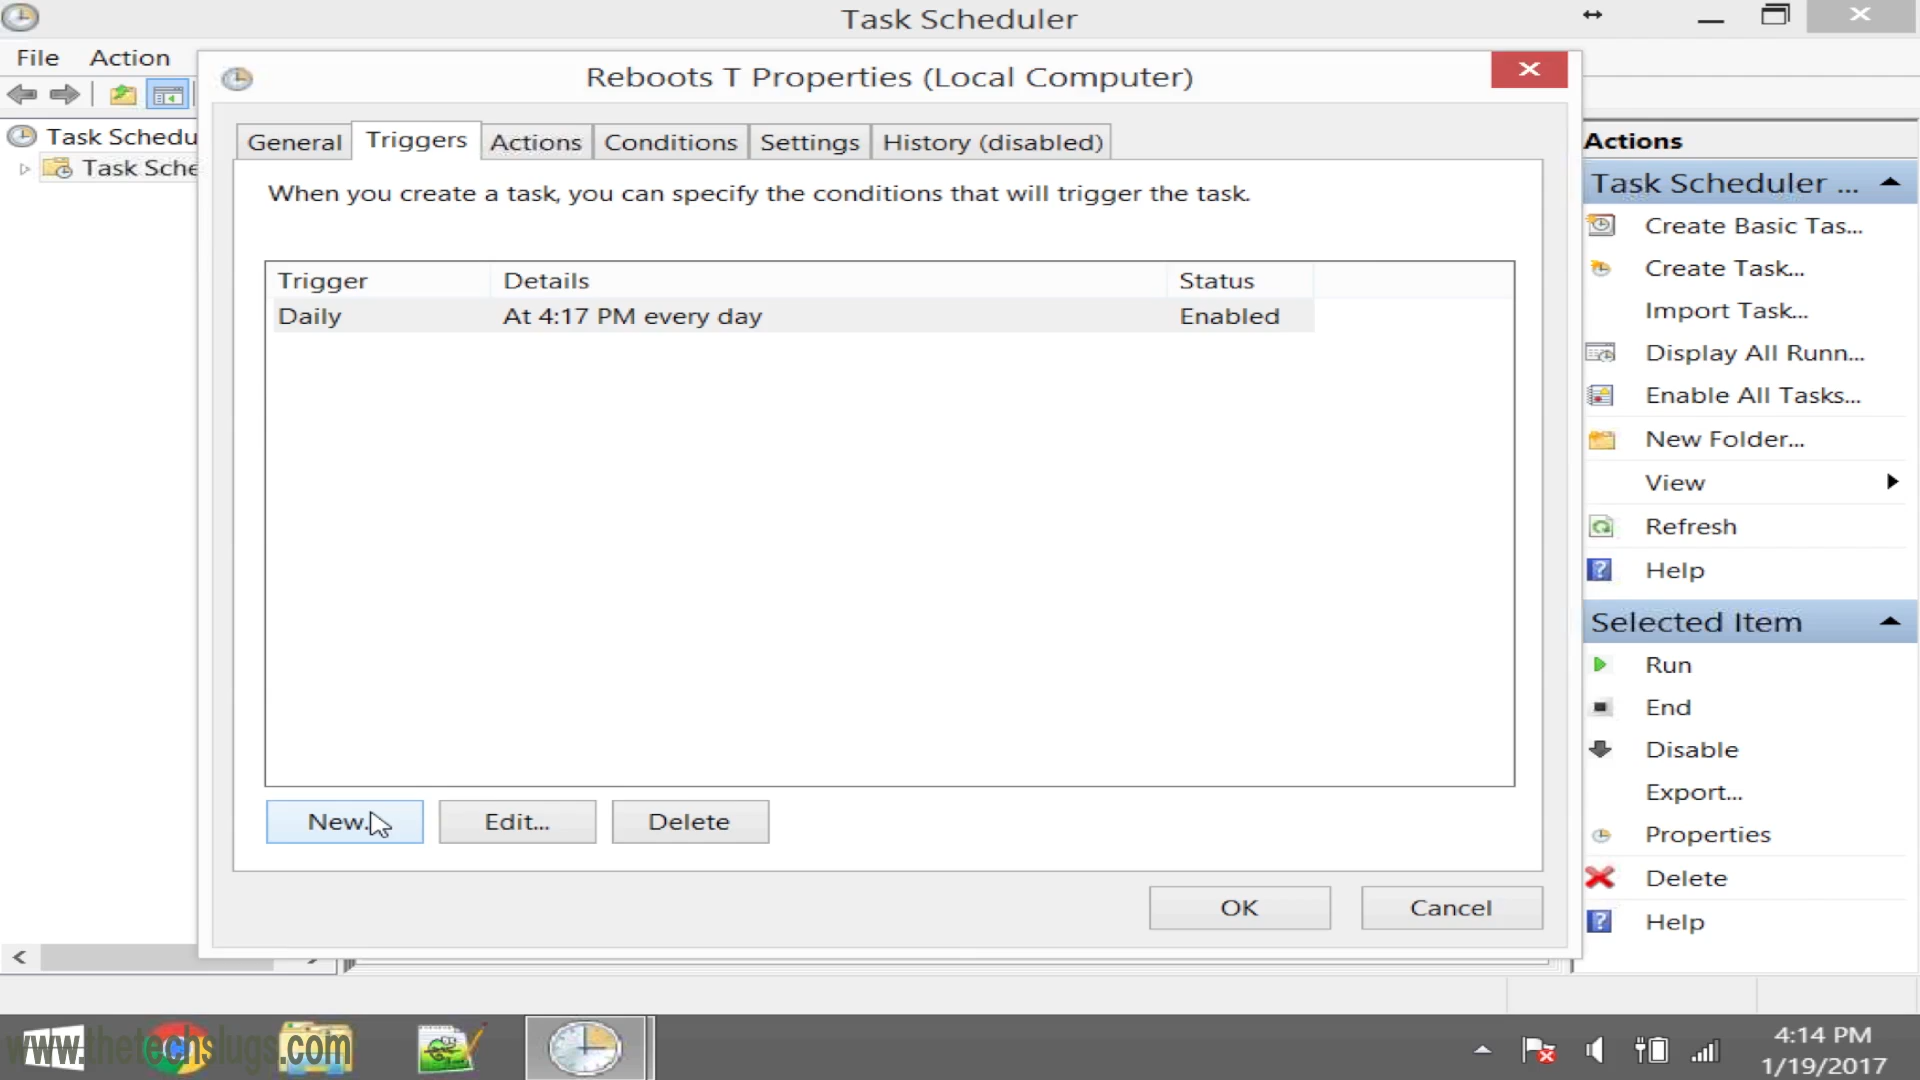 Task Scheduler
File Action
Reboots T Properties (Local Computer)
Task Schedu
Task Sche
General Triggers Actions Conditions Settings History (disabled)
When you create a task, you can specify the conditions that will trigger the task.
Trigger Details Status
Daily At 4:17 PM every day Enabled
New.
Edit...
Delete
OK
Cancel
Actions
Task Scheduler ...
Create Basic Tas...
Create Task...
Import Task...
Display All Runn...
Enable All Tasks...
New Folder...
View
Refresh
Help
Selected Item
Run
End
Disable
Export...
Properties
Delete
Help
www.thetechslugs.com
4:14 PM
1/19/2017